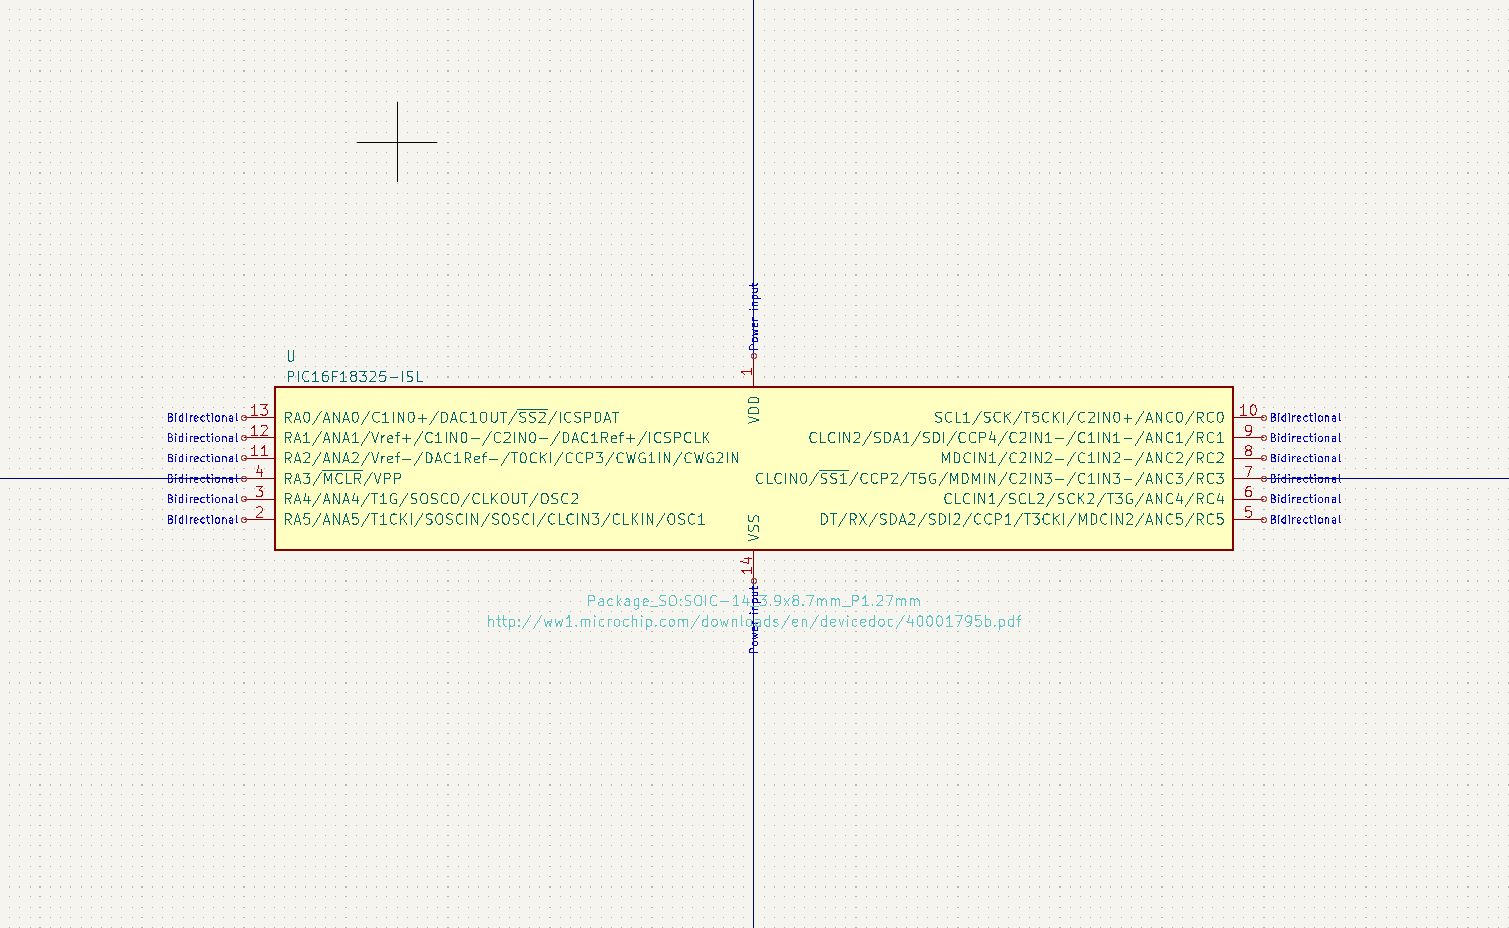 Power input
1
U
PIC16F18325-ISL
VDD
Bidirectional 13 RA0/ANA0/C1IN0+/DAC1OUT/SS2/ICSPDAT SCL1/SCK/T5CKI/C2IN0+/ANC0/RC0 10 Bidirectional
Bidirectional 12 RA1/ANA1/Vref+/C1IN0-/C2IN0-/DAC1Ref+/ICSPCLK CLCIN2/SDA1/SDI/CCP4/C2IN1-/C1IN1-/ANC1/RC1 9 Bidirectional
Bidirectional 11 RA2/ANA2/Vref-/DAC1Ref-/T0CKI/CCP3/CWG1IN/CWG2IN MDCIN1/C2IN2-/C1IN2-/ANC2/RC2 8 Bidirectional
Bidirectional 4 RA3/MCLR/VPP CLCIN0/SS1/CCP2/T5G/MDMIN/C2IN3-/C1IN3-/ANC3/RC3 7 Bidirectional
Bidirectional 3 RA4/ANA4/T1G/SOSCO/CLKOUT/OSC2 CLCIN1/SCL2/SCK2/T3G/ANC4/RC4 6 Bidirectional
Bidirectional 2 RA5/ANA5/T1CKI/SOSCIN/SOSCI/CLCIN3/CLKIN/OSC1 DT/RX/SDA2/SDI2/CCP1/T3CKI/MDCIN2/ANC5/RC5 5 Bidirectional
VSS
14
Power input
Package_SO:SOIC-14_3.9x8.7mm_P1.27mm
http://ww1.microchip.com/downloads/en/devicedoc/40001795b.pdf